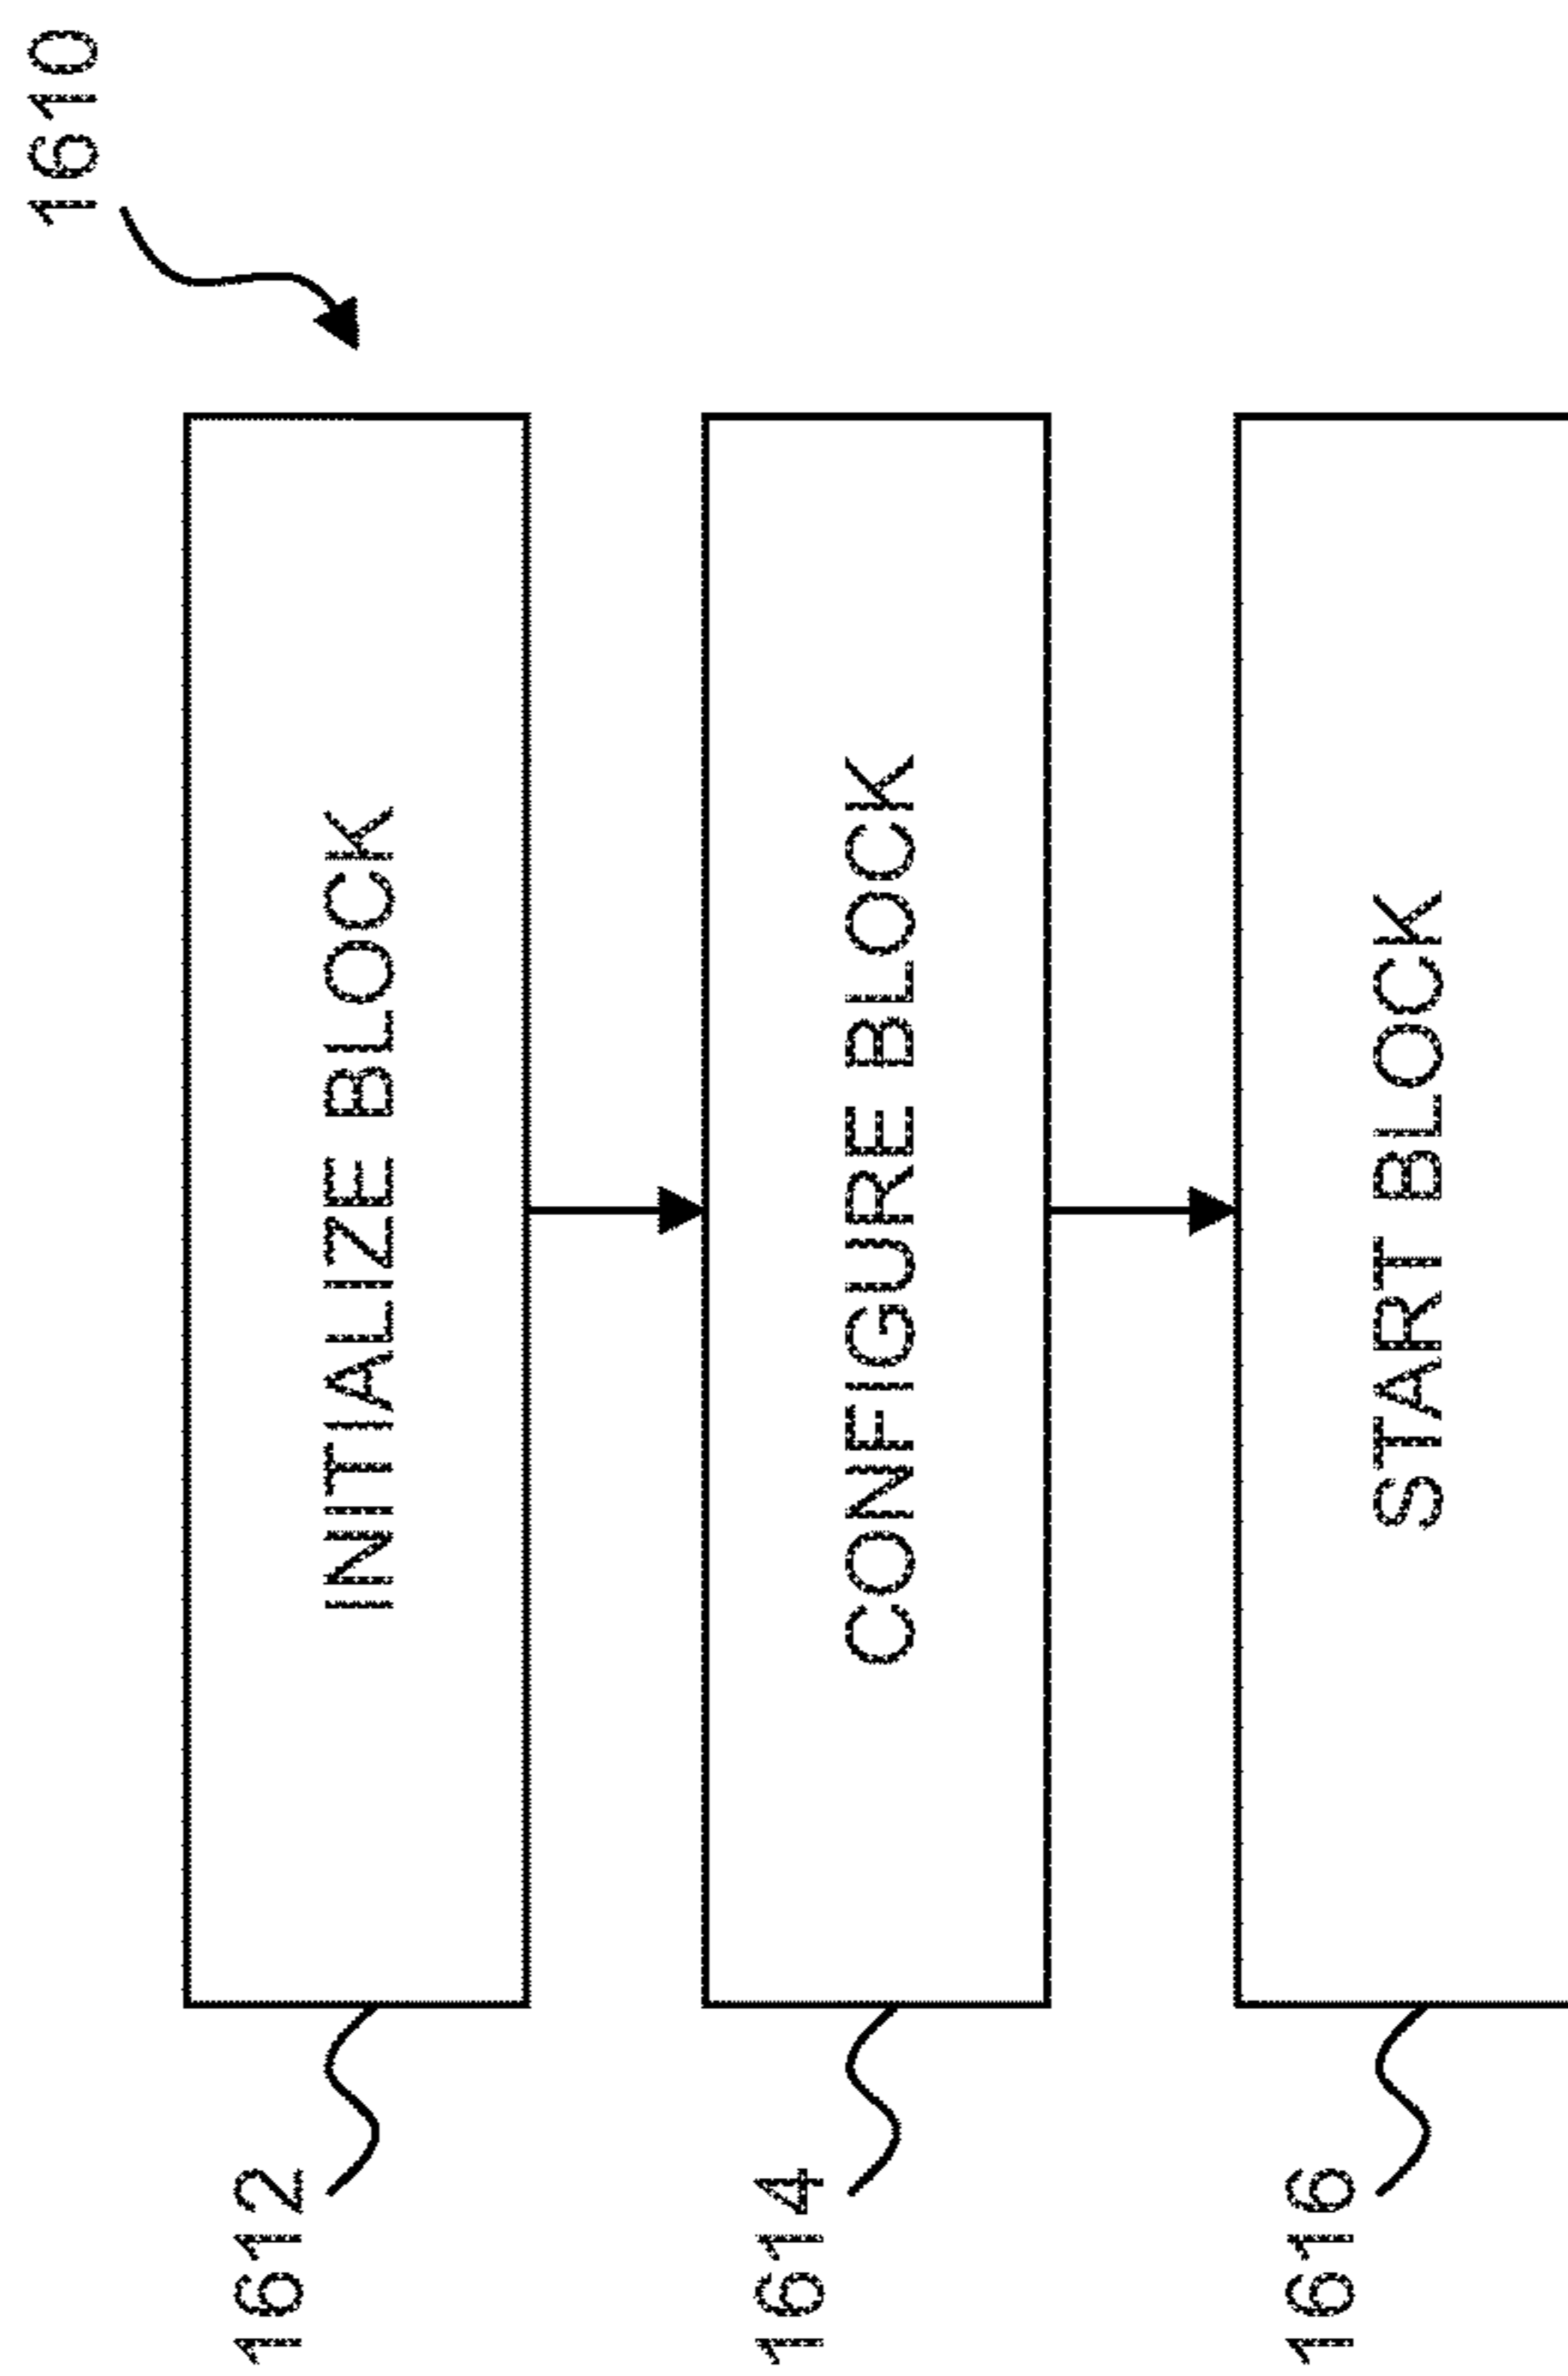 1610
1612
INITIALIZE BLOCK
1614
CONFIGURE BLOCK
1616
START BLOCK